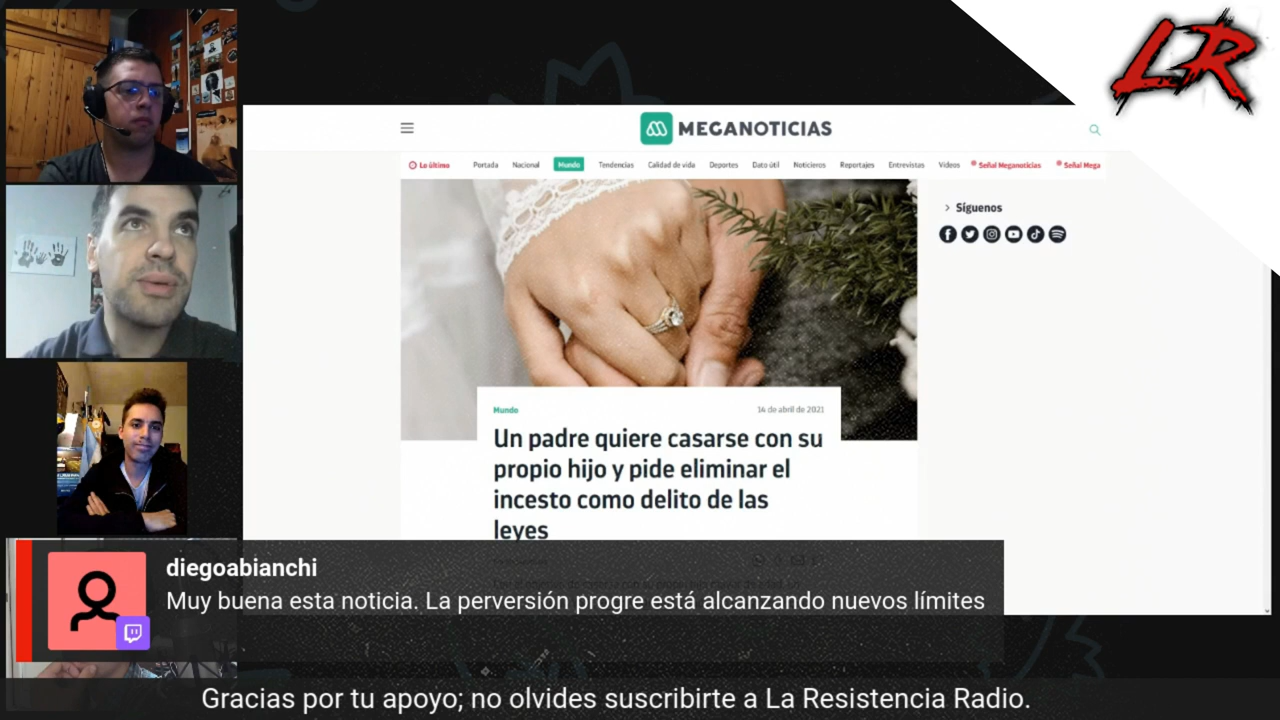 LR
MEGANOTICIAS
Lo último Portada Nacional Mundo Tendencias Calidad de vida Deportes Dato útil Noticieros Reportajes Entrevistas Videos Señal Meganoticias Señal Mega
Síguenos
Mundo 14 de abril de 2021
Un padre quiere casarse con su
propio hijo y pide eliminar el
incesto como delito de las
leyes
diegoabianchi
Muy buena esta noticia. La perversión progre está alcanzando nuevos límites
Gracias por tu apoyo; no olvides suscribirte a La Resistencia Radio.